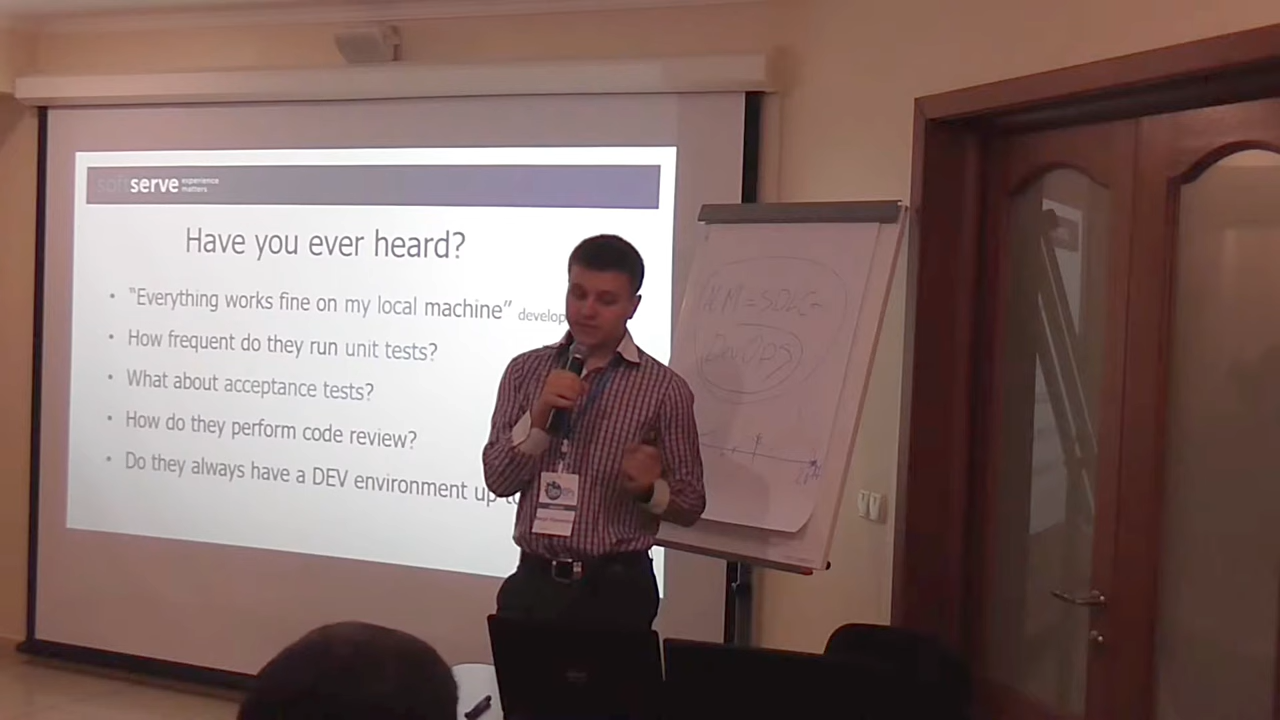 softserve experience
matters
Have you ever heard?
• "Everything works fine on my local machine" develop
• How frequent do they run unit tests?
• What about acceptance tests?
• How do they perform code review?
• Do they always have a DEV environment up to
DevOPS